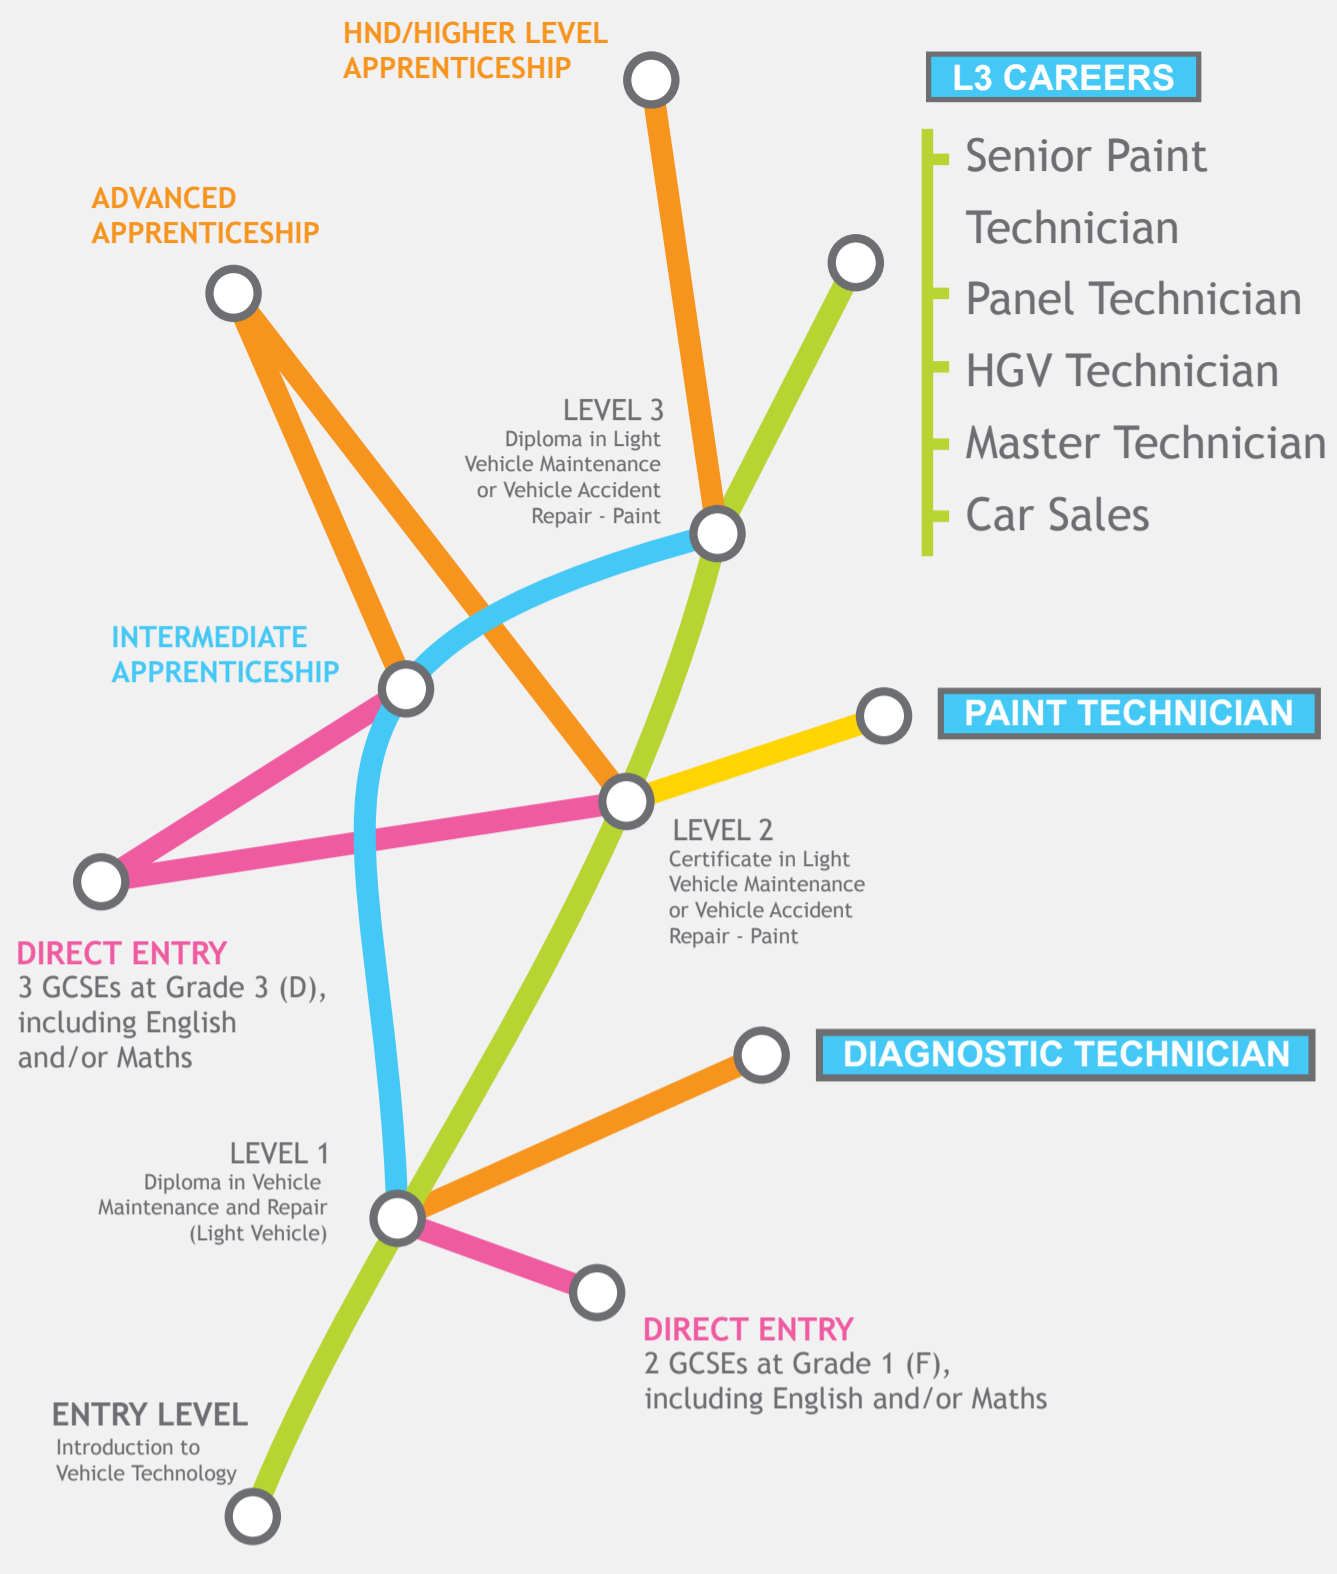 HND/HIGHER LEVEL
APPRENTICESHIP
L3 CAREERS
Senior Paint
Technician
Panel Technician
HGV Technician
Master Technician
Car Sales
ADVANCED
APPRENTICESHIP
LEVEL 3
Diploma in Light
Vehicle Maintenance
or Vehicle Accident
Repair - Paint
INTERMEDIATE
APPRENTICESHIP
PAINT TECHNICIAN
LEVEL 2
Certificate in Light
Vehicle Maintenance
or Vehicle Accident
Repair - Paint
DIRECT ENTRY
3 GCSEs at Grade 3 (D),
including English
and/or Maths
DIAGNOSTIC TECHNICIAN
LEVEL 1
Diploma in Vehicle
Maintenance and Repair
(Light Vehicle)
DIRECT ENTRY
2 GCSEs at Grade 1 (F),
including English and/or Maths
ENTRY LEVEL
Introduction to
Vehicle Technology